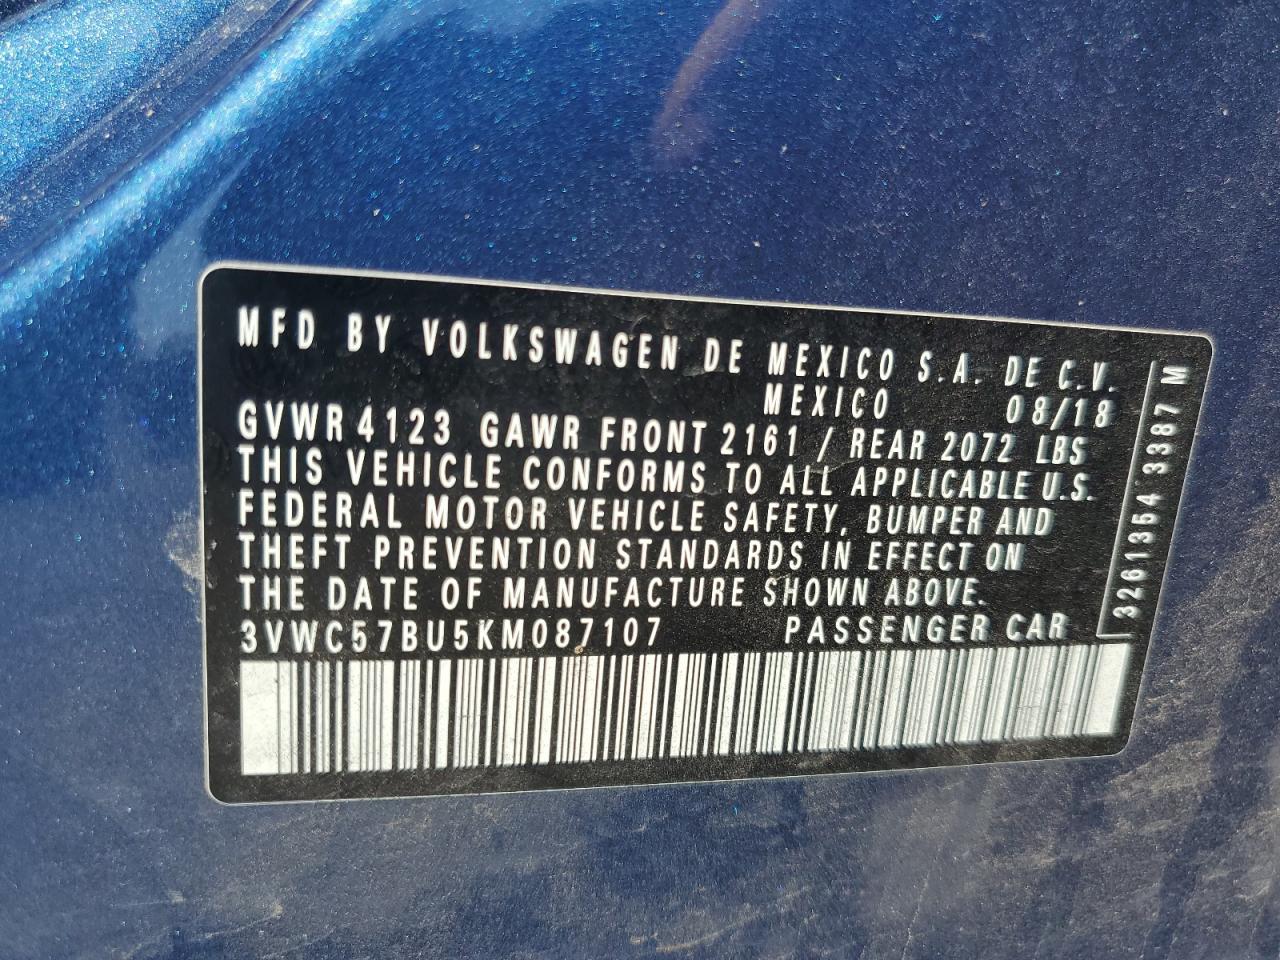 MFD BY VOLKSWAGEN DE MEXICO S.A. DE C.V.
MEXICO 08/18
GVWR 4123 GAWR FRONT 2161 / REAR 2072 LBS
THIS VEHICLE CONFORMS TO ALL APPLICABLE U.S.
FEDERAL MOTOR VEHICLE SAFETY, BUMPER AND
THEFT PREVENTION STANDARDS IN EFFECT ON
THE DATE OF MANUFACTURE SHOWN ABOVE.
3VWC57BU5KM087107 PASSENGER CAR
3261354 3387 M